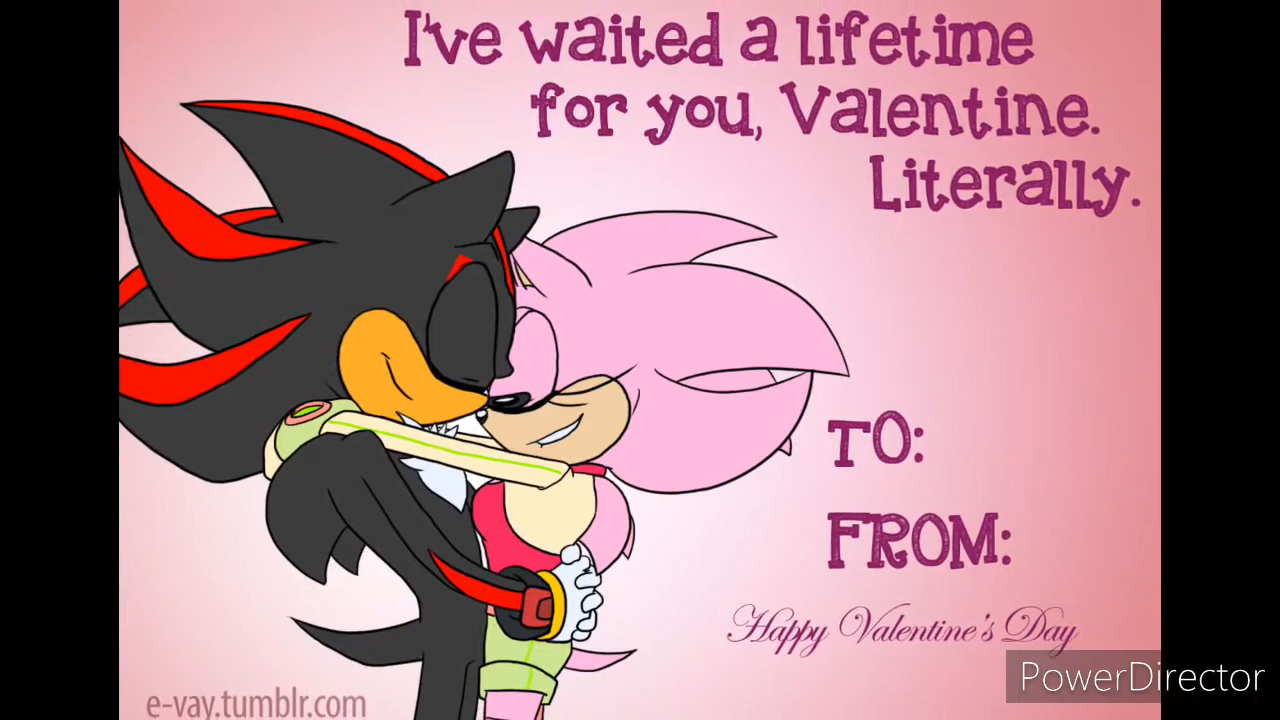 I've waited a lifetime
for you, Valentine.
Literally.
TO:
FROM:
Happy Valentine's Day
PowerDirector
e-vay.tumblr.com